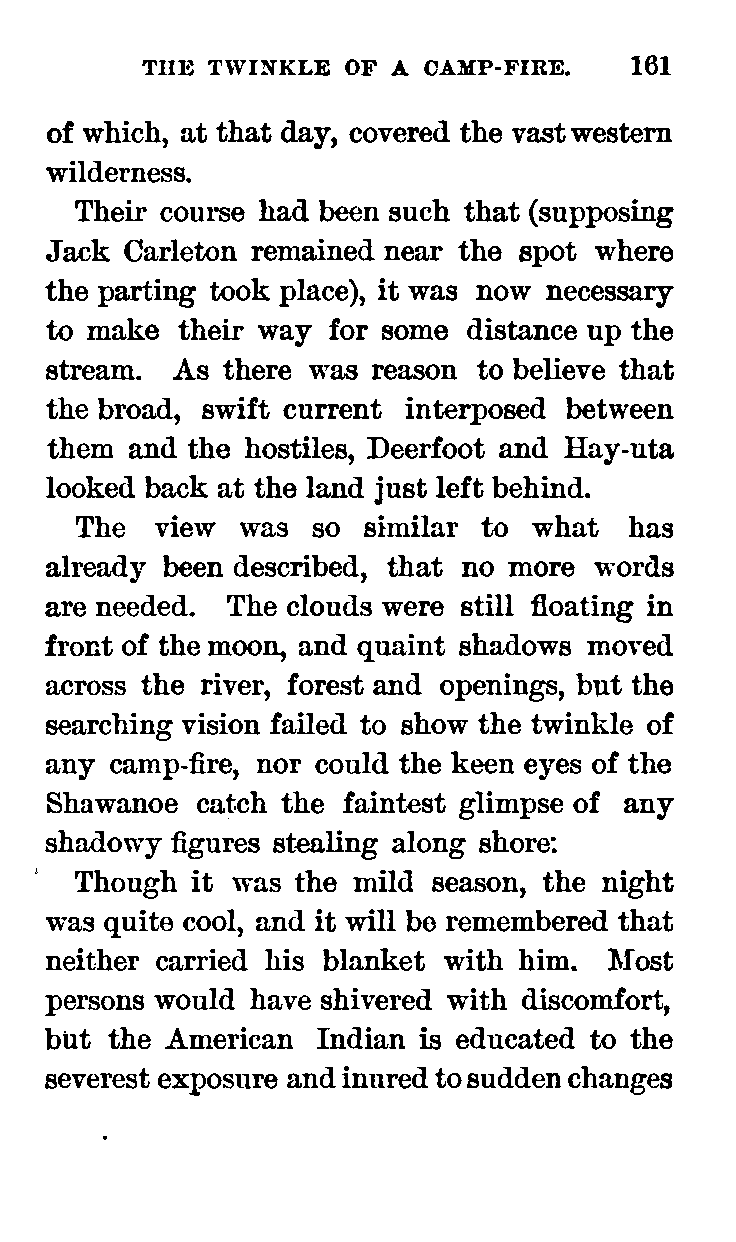 THE TWINKLE OF A CAMP-FIRE. 161
of which, at that day, covered the vast western
wilderness.
Their course had been such that (supposing
Jack Carleton remained near the spot where
the parting took place), it was now necessary
to make their way for some distance up the
stream. As there was reason to believe that
the broad, swift current interposed between
them and the hostiles, Deerfoot and Hay-uta
looked back at the land just left behind.
The view was so similar to what has
already been described, that no more words
are needed. The clouds were still floating in
front of the moon, and quaint shadows moved
across the river, forest and openings, but the
searching vision failed to show the twinkle of
any camp-fire, nor could the keen eyes of the
Shawanoe catch the faintest glimpse of any
shadowy figures stealing along shore:
Though it was the mild season, the night
was quite cool, and it will be remembered that
neither carried his blanket with him. Most
persons would have shivered with discomfort,
but the American Indian is educated to the
severest exposure and inured to sudden changes